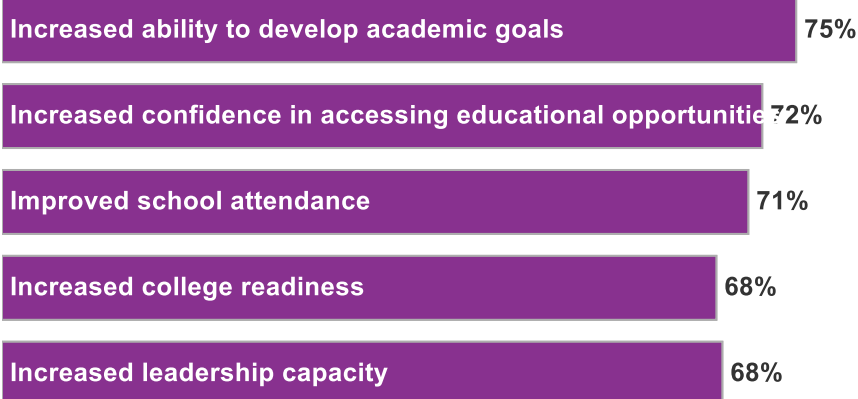 Increased ability to develop academic goals 75%
Increased confidence in accessing educational opportunities 72%
Improved school attendance 71%
Increased college readiness 68%
Increased leadership capacity 68%